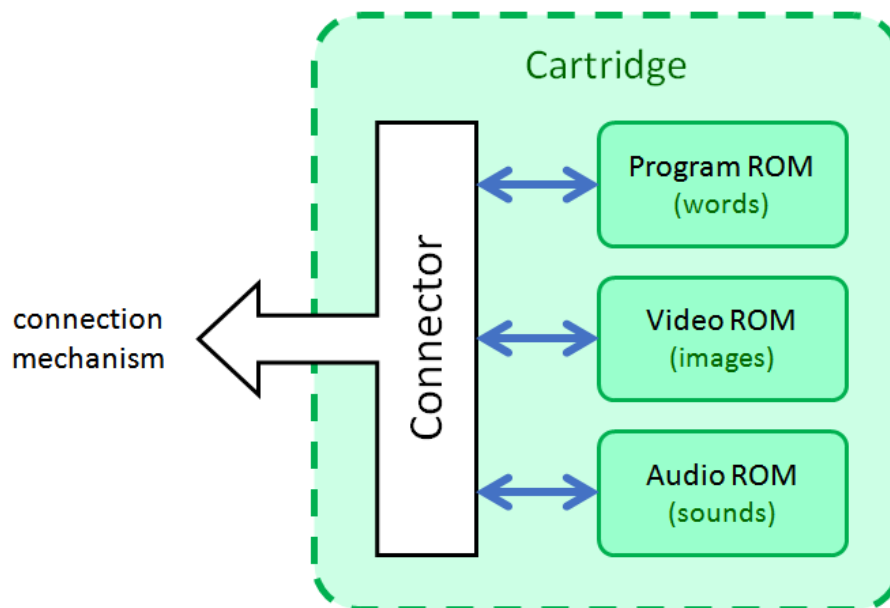 Cartridge
connection
mechanism
Connector
Program ROM
(words)
Video ROM
(images)
Audio ROM
(sounds)